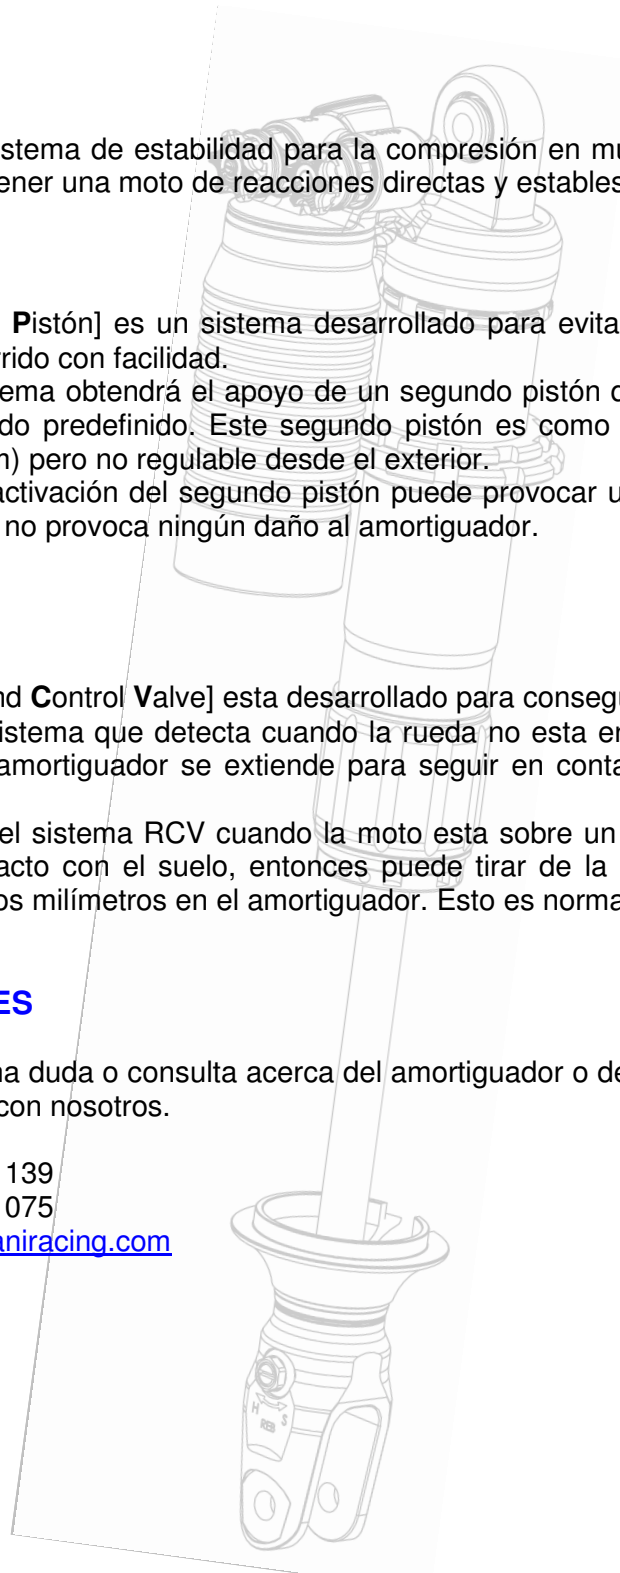 stema de estabilidad para la compresión en mu
ener una moto de reacciones directas y estables
Pistón] es un sistema desarrollado para evita
rrido con facilidad.
ema obtendrá el apoyo de un segundo pistón
do predefinido. Este segundo pistón es como
) pero no regulable desde el exterior.
activación del segundo pistón puede provocar u
no provoca ningún daño al amortiguador.
nd Control Valve] esta desarrollado para consegu
sistema que detecta cuando la rueda no esta en
amortiguador se extiende para seguir en conta
el sistema RCV cuando la moto esta sobre un
acto con el suelo, entonces puede tirar de la
os milímetros en el amortiguador. Esto es norma
ES
na duda o consulta acerca del amortiguador o de
con nosotros.
139
075
aniracing.com
H S
REB